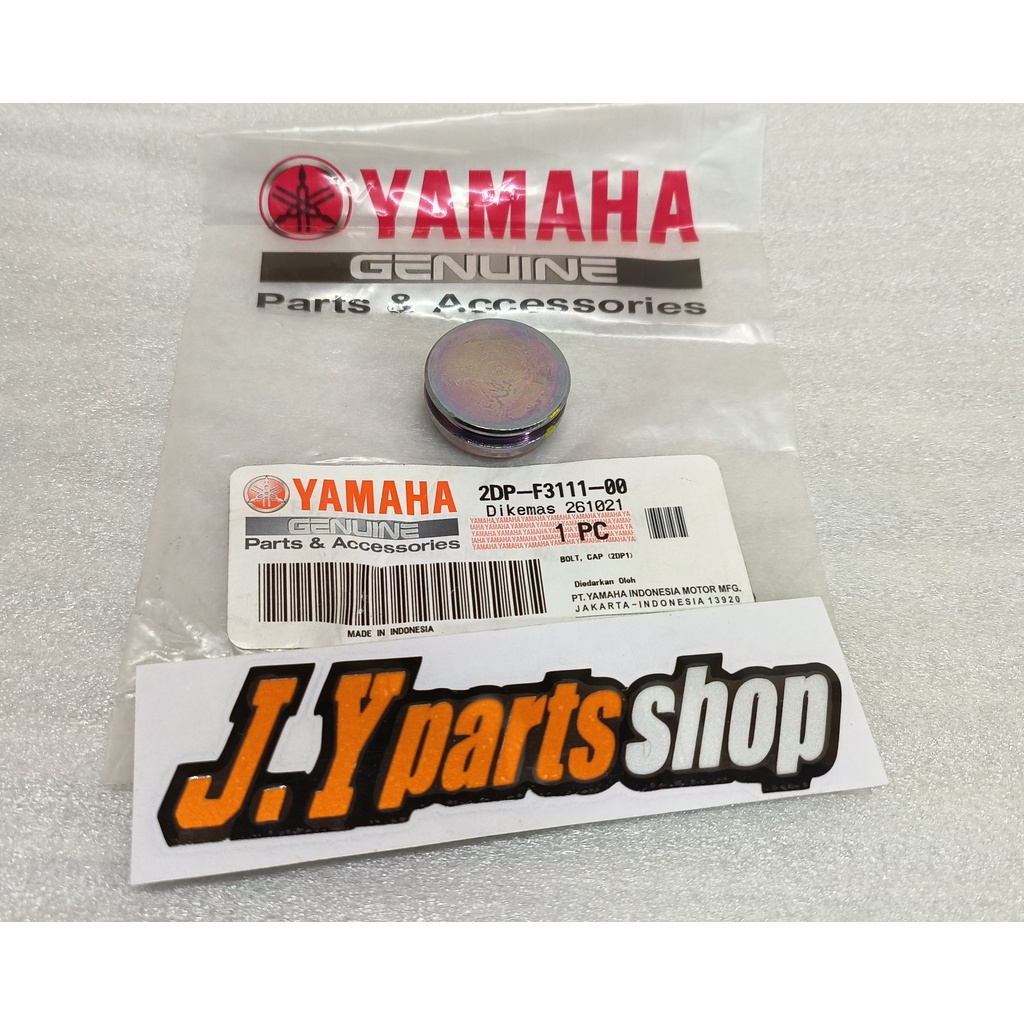 YAMAHA
GENUINE
Parts & Accessories
YAMAHA
GENUINE
Parts & Accessories
2DP-F3111-00
Dikemas 261021
1 PC
BOLT, CAP (2DP1)
Diedarkan Oleh
PT. YAMAHA INDONESIA MOTOR MFG.
JAKARTA-INDONESIA 13920
MADE IN INDONESIA
J.Y parts shop